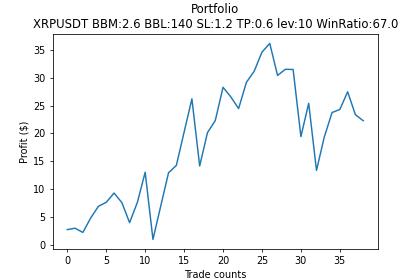 Portfolio
XRPUSDT BBM:2.6 BBL:140 SL:1.2 TP:0.6 lev:10 WinRatio:67.0
35
30
25
20
15
10
5
0
Profit ($)
0 5 10 15 20 25 30 35
Trade counts